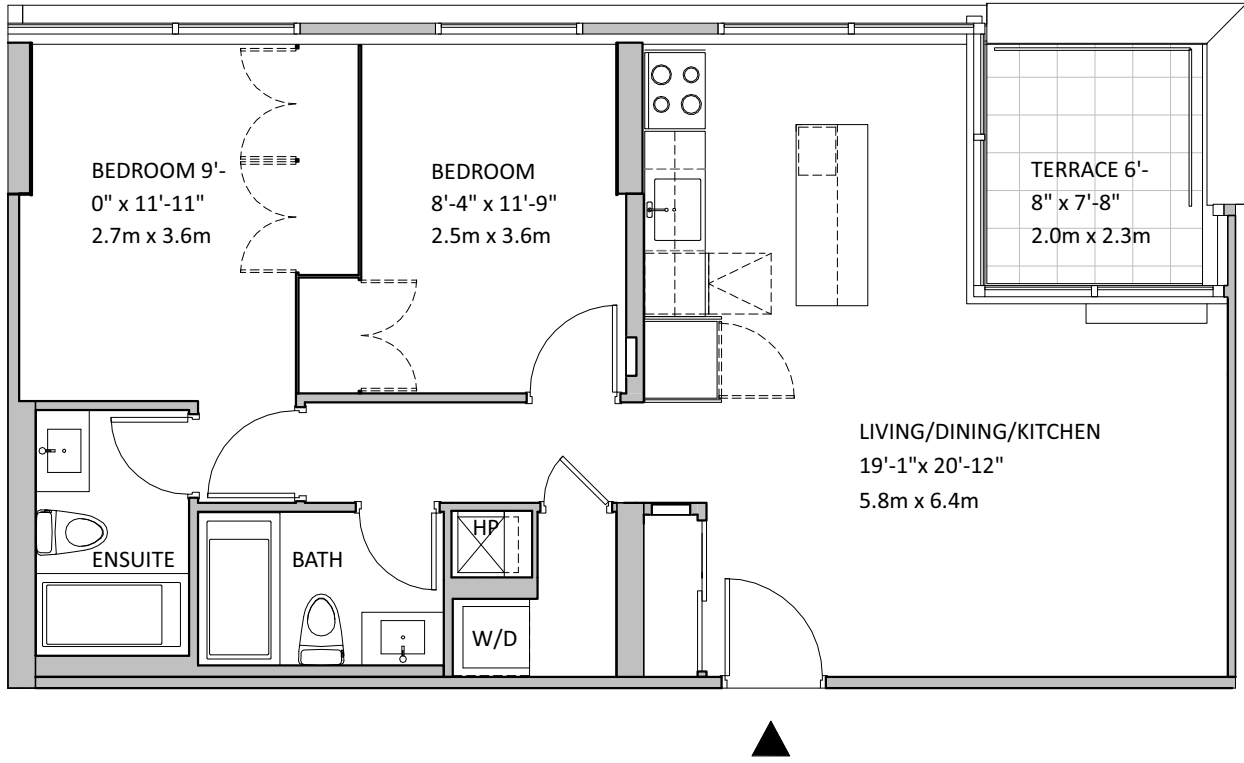 BEDROOM 9'-
0" x 11'-11"
2.7m x 3.6m
BEDROOM
8'-4" x 11'-9"
2.5m x 3.6m
TERRACE 6'-
8" x 7'-8"
2.0m x 2.3m
LIVING/DINING/KITCHEN
19'-1"x 20'-12"
5.8m x 6.4m
ENSUITE
BATH
HP
W/D